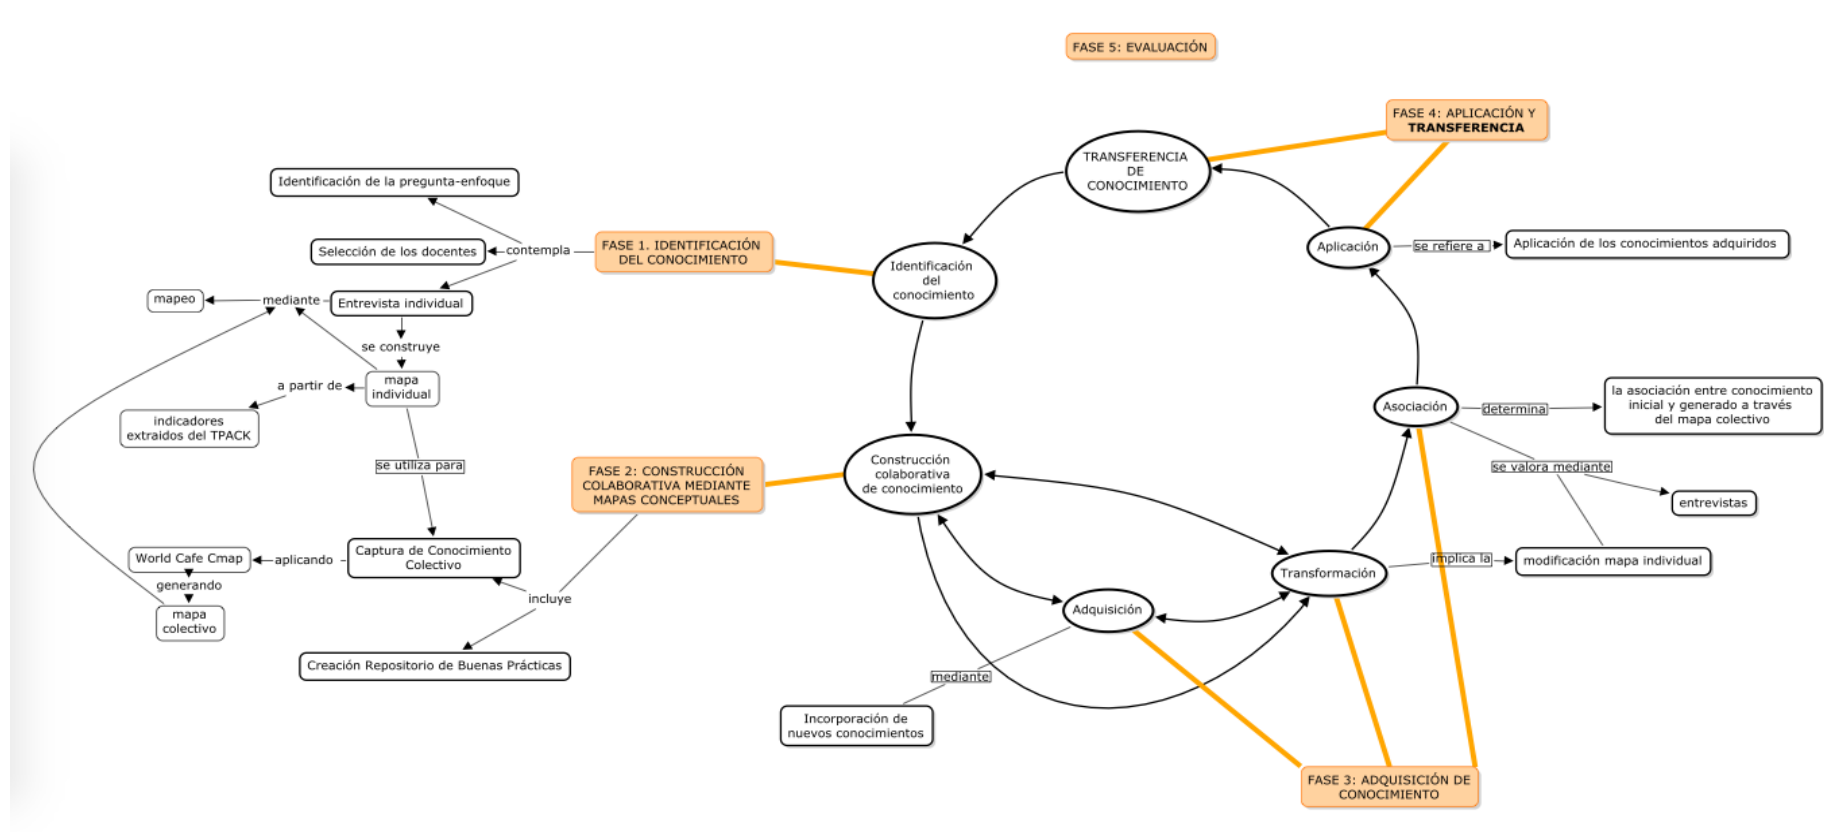 FASE 5: EVALUACIÓN
FASE 4: APLICACIÓN Y
TRANSFERENCIA
TRANSFERENCIA
DE
CONOCIMIENTO
Identificación de la pregunta-enfoque
Selección de los docentes
contempla
FASE 1. IDENTIFICACIÓN
DEL CONOCIMIENTO
Identificación
del
conocimiento
Aplicación
se refiere a
Aplicación de los conocimientos adquiridos
mapeo
mediante
Entrevista individual
se construye
mapa
individual
a partir de
indicadores
extraidos del TPACK
se utiliza para
Asociación
determina
la asociación entre conocimiento
inicial y generado a través
del mapa colectivo
se valora mediante
entrevistas
FASE 2: CONSTRUCCIÓN
COLABORATIVA MEDIANTE
MAPAS CONCEPTUALES
Construcción
colaborativa
de conocimiento
World Cafe Cmap
aplicando
Captura de Conocimiento
Colectivo
generando
mapa
colectivo
incluye
Creación Repositorio de Buenas Prácticas
Transformación
implica la
modificación mapa individual
Adquisición
mediante
Incorporación de
nuevos conocimientos
FASE 3: ADQUISICIÓN DE
CONOCIMIENTO